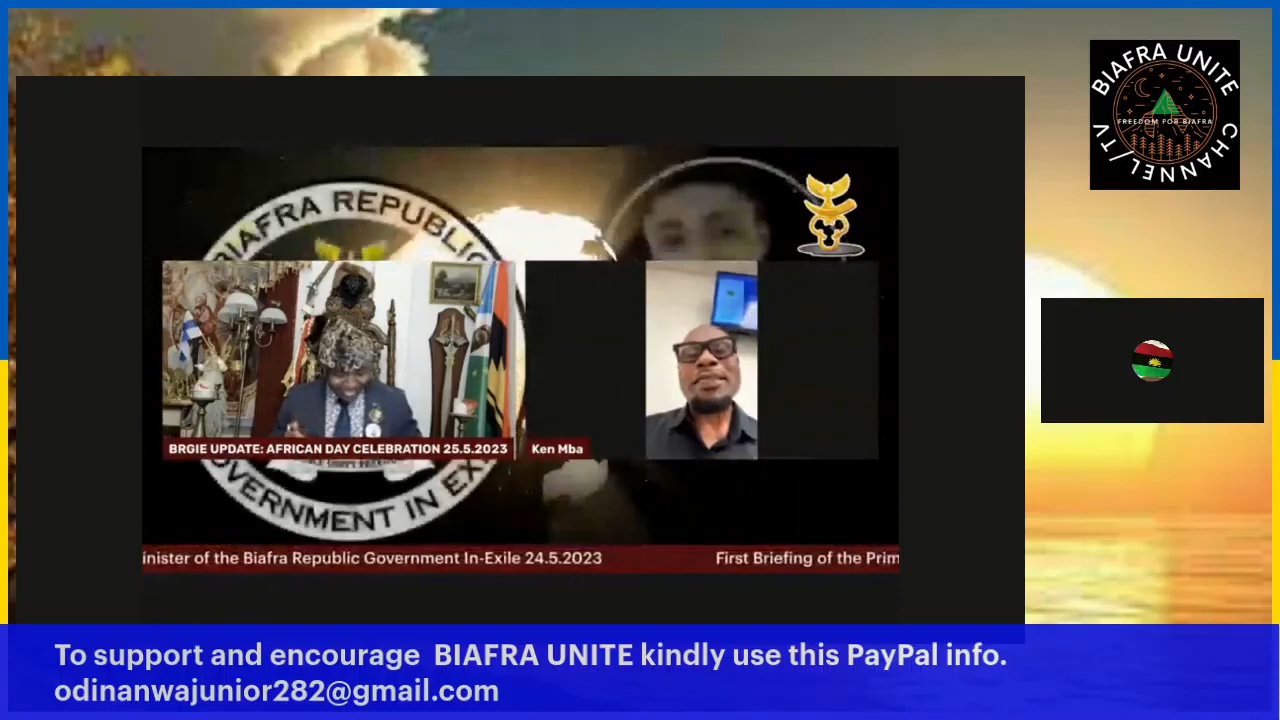 BIAFRA UNITE
CHANNEL/TV
FREEDOM FOR BIAFRA
BIAFRA REPUBLIC
GOVERNMENT IN EXILE
BRGIE UPDATE: AFRICAN DAY CELEBRATION 25.5.2023
Ken Mba
inister of the Biafra Republic Government In-Exile 24.5.2023 First Briefing of the Prim
To support and encourage BIAFRA UNITE kindly use this PayPal info.
odinanwajunior282@gmail.com